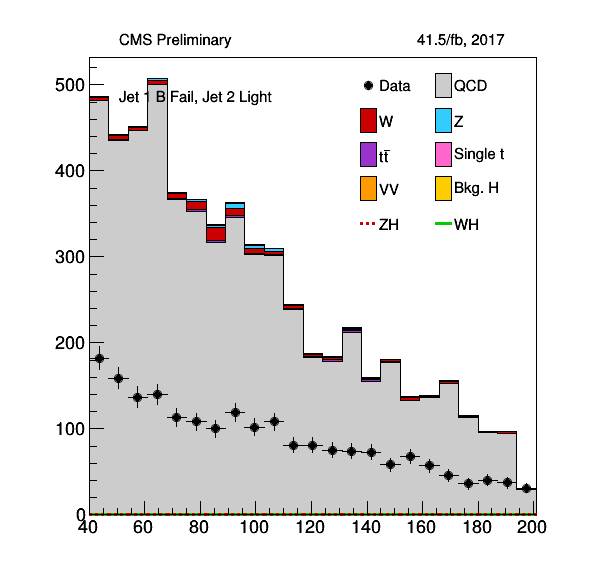 CMS Preliminary 41.5/fb, 2017
Jet 1 B Fail, Jet 2 Light
Data QCD
W Z
tt̅ Single t
VV Bkg. H
ZH WH
500
400
300
200
100
0
40 60 80 100 120 140 160 180 200